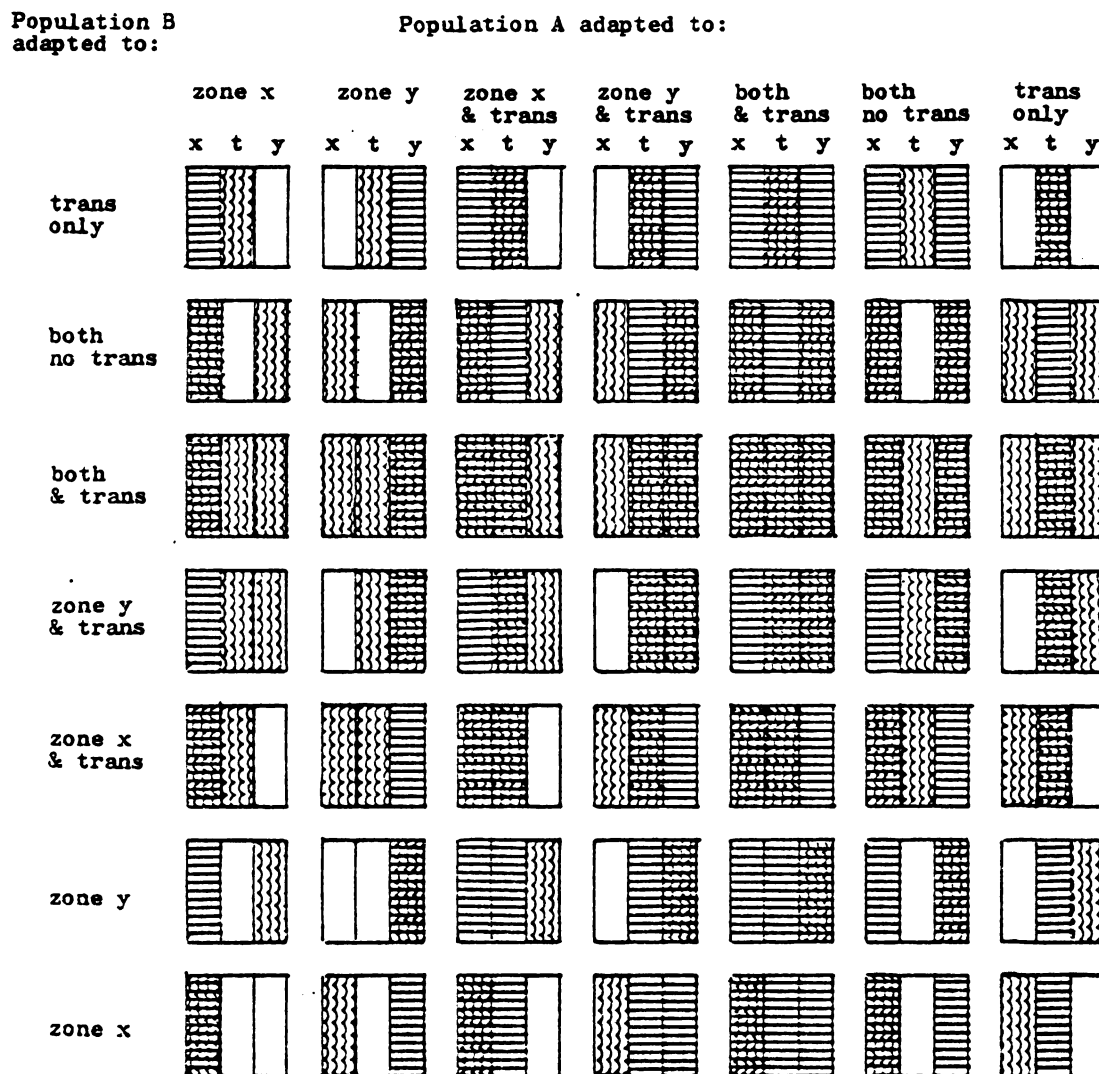 Population B
adapted to:
Population A adapted to:
zone x
zone y
zone x
& trans
zone y
& trans
both
& trans
both
no trans
trans
only
x t y
x t y
x t y
x t y
x t y
x t y
x t y
trans
only
both
no trans
both
& trans
zone y
& trans
zone x
& trans
zone y
zone x